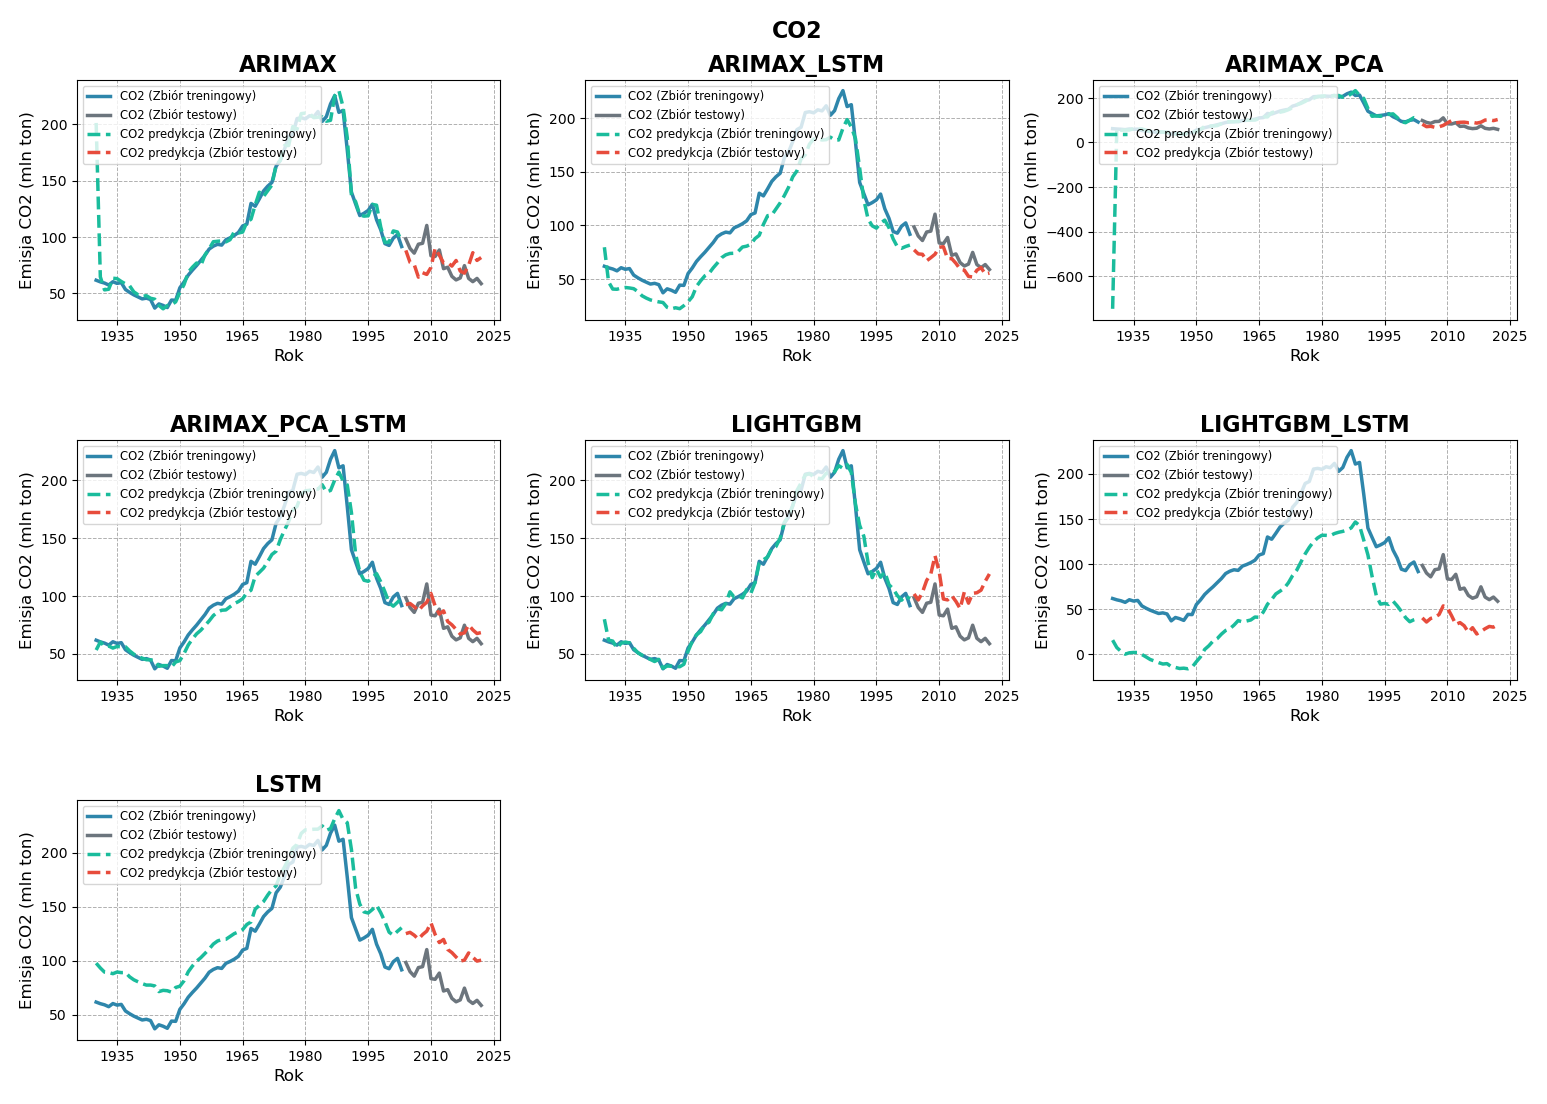 CO2
ARIMAX
Emisja CO2 (mln ton)
200
150
100
50
CO2 (Zbiór treningowy)
CO2 (Zbiór testowy)
CO2 predykcja (Zbiór treningowy)
CO2 predykcja (Zbiór testowy)
1935 1950 1965 1980 1995 2010 2025
Rok
ARIMAX_LSTM
Emisja CO2 (mln ton)
200
150
100
50
CO2 (Zbiór treningowy)
CO2 (Zbiór testowy)
CO2 predykcja (Zbiór treningowy)
CO2 predykcja (Zbiór testowy)
1935 1950 1965 1980 1995 2010 2025
Rok
ARIMAX_PCA
Emisja CO2 (mln ton)
200
0
−200
−400
−600
CO2 (Zbiór treningowy)
CO2 (Zbiór testowy)
CO2 predykcja (Zbiór treningowy)
CO2 predykcja (Zbiór testowy)
1935 1950 1965 1980 1995 2010 2025
Rok
ARIMAX_PCA_LSTM
Emisja CO2 (mln ton)
200
150
100
50
CO2 (Zbiór treningowy)
CO2 (Zbiór testowy)
CO2 predykcja (Zbiór treningowy)
CO2 predykcja (Zbiór testowy)
1935 1950 1965 1980 1995 2010 2025
Rok
LIGHTGBM
Emisja CO2 (mln ton)
200
150
100
50
CO2 (Zbiór treningowy)
CO2 (Zbiór testowy)
CO2 predykcja (Zbiór treningowy)
CO2 predykcja (Zbiór testowy)
1935 1950 1965 1980 1995 2010 2025
Rok
LIGHTGBM_LSTM
Emisja CO2 (mln ton)
200
150
100
50
0
CO2 (Zbiór treningowy)
CO2 (Zbiór testowy)
CO2 predykcja (Zbiór treningowy)
CO2 predykcja (Zbiór testowy)
1935 1950 1965 1980 1995 2010 2025
Rok
LSTM
Emisja CO2 (mln ton)
200
150
100
50
CO2 (Zbiór treningowy)
CO2 (Zbiór testowy)
CO2 predykcja (Zbiór treningowy)
CO2 predykcja (Zbiór testowy)
1935 1950 1965 1980 1995 2010 2025
Rok